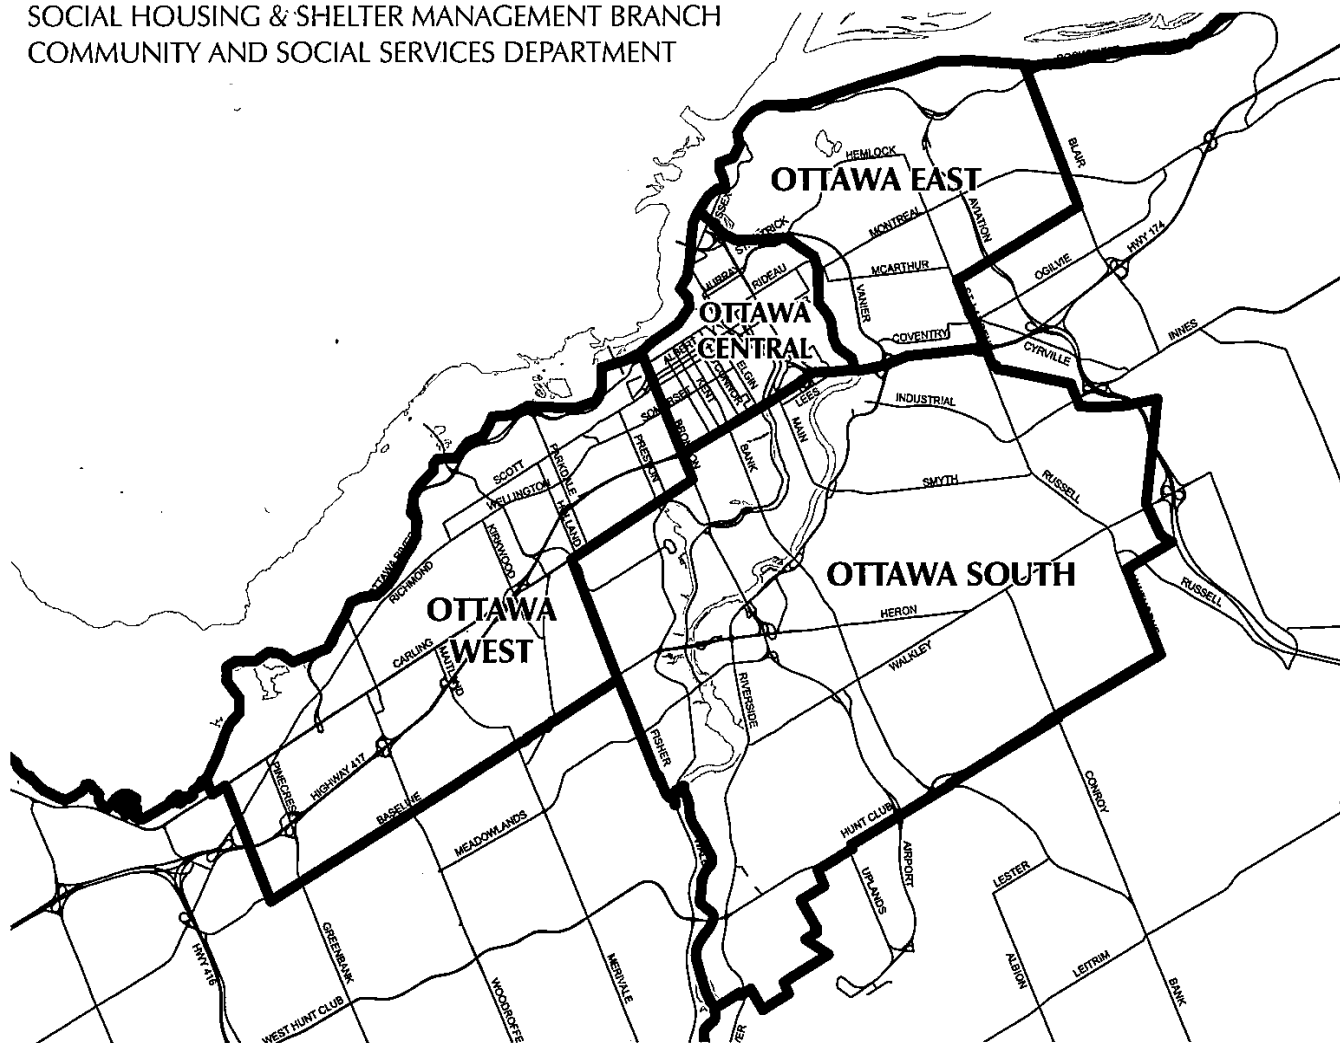 SOCIAL HOUSING & SHELTER MANAGEMENT BRANCH
COMMUNITY AND SOCIAL SERVICES DEPARTMENT
BLAIR
HEMLOCK
OTTAWA EAST
AVIATION
MONTREAL
HWY 174
OGILVIE
MCARTHUR
RIDEAU
VANIER
OTTAWA
CENTRAL
COVENTRY
INNES
CYRVILLE
ALBERT
ELGIN
O'CONNOR
KENT
LEES
INDUSTRIAL
SOMERSET
MAIN
BRONSON
PRESTON
BANK
PARKDALE
SCOTT
SMYTH
RUSSELL
WELLINGTON
HOLLAND
KIRKWOOD
OTTAWA SOUTH
RICHMOND
RUSSELL
OTTAWA
WEST
HERON
CARLING
MAITLAND
WALKLEY
RIVERSIDE
FISHER
HIGHWAY 417
BASELINE
CONROY
MEADOWLANDS
HUNT CLUB
AIRPORT
UPLANDS
LESTER
HWY 416
GREENBANK
WEST HUNT CLUB
WOODROFFE
MERIVALE
ALBION
LEITRIM
BANK